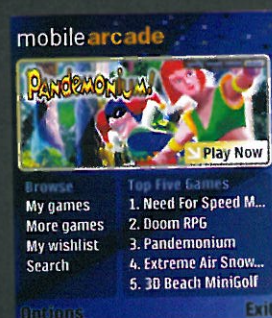 mobilearcade
PANDEMONIUM!
Play Now
Browse
My games
More games
My wishlist
Search
Top Five Games
1. Need For Speed M...
2. Doom RPG
3. Pandemonium
4. Extreme Air Snow...
5. 3D Beach MiniGolf
Options
Exit